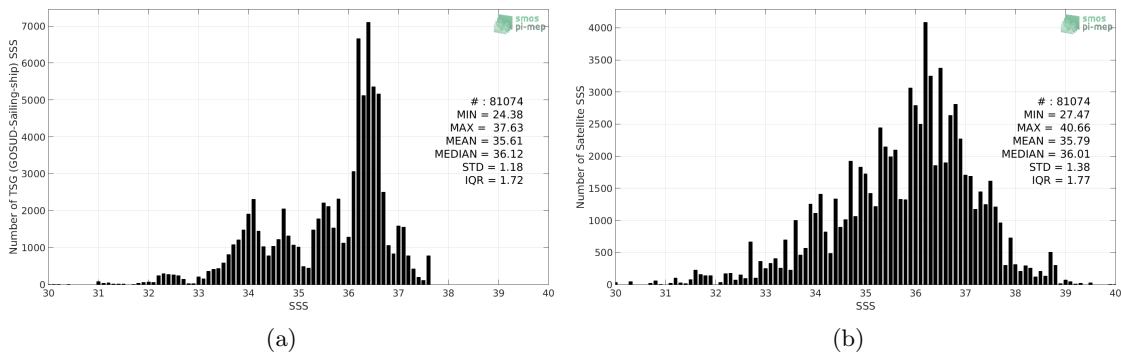 smos
pi-mep
Number of TSG (GOSUD-Sailing-ship) SSS
7000
6000
5000
4000
3000
2000
1000
0
# : 81074
MIN = 24.38
MAX = 37.63
MEAN = 35.61
MEDIAN = 36.12
STD = 1.18
IQR = 1.72
30 31 32 33 34 35 36 37 38 39 40
SSS
(a)
smos
pi-mep
Number of Satellite SSS
4000
3500
3000
2500
2000
1500
1000
500
0
# : 81074
MIN = 27.47
MAX = 40.66
MEAN = 35.79
MEDIAN = 36.01
STD = 1.38
IQR = 1.77
30 31 32 33 34 35 36 37 38 39 40
SSS
(b)